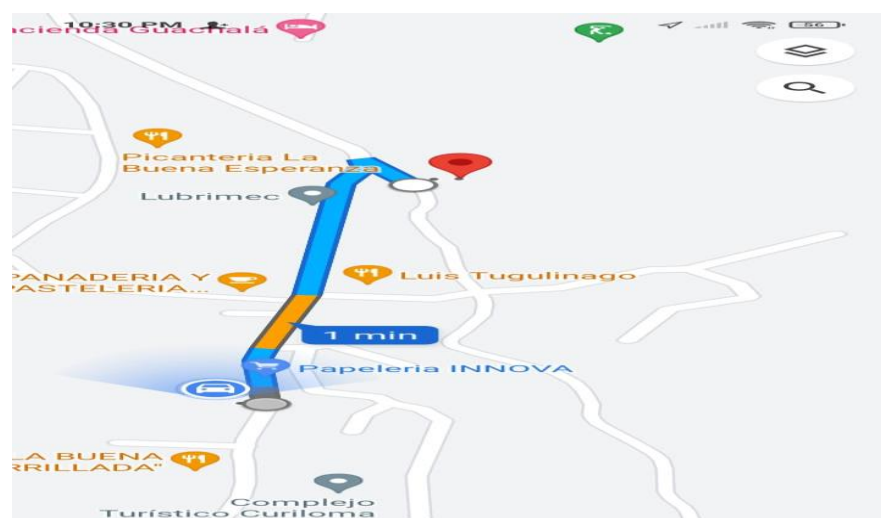 10:30 PM
56
acienda Guachalá
Picanteria La
Buena Esperanza
Lubrimec
PANADERIA Y
PASTELERIA...
Luis Tugulinago
1 min
Papeleria INNOVA
LA BUENA
RRILLADA"
Complejo
Turístico Curiloma